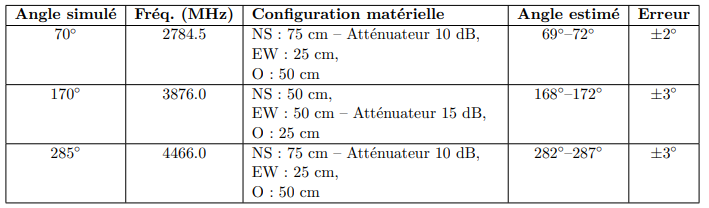 Angle simulé Fréq. (MHz) Configuration matérielle Angle estimé Erreur
70° 2784.5 NS : 75 cm – Atténuateur 10 dB, 69°–72° ±2°
EW : 25 cm,
O : 50 cm
170° 3876.0 NS : 50 cm, 168°–172° ±3°
EW : 50 cm – Atténuateur 15 dB,
O : 25 cm
285° 4466.0 NS : 75 cm – Atténuateur 10 dB, 282°–287° ±3°
EW : 25 cm,
O : 50 cm